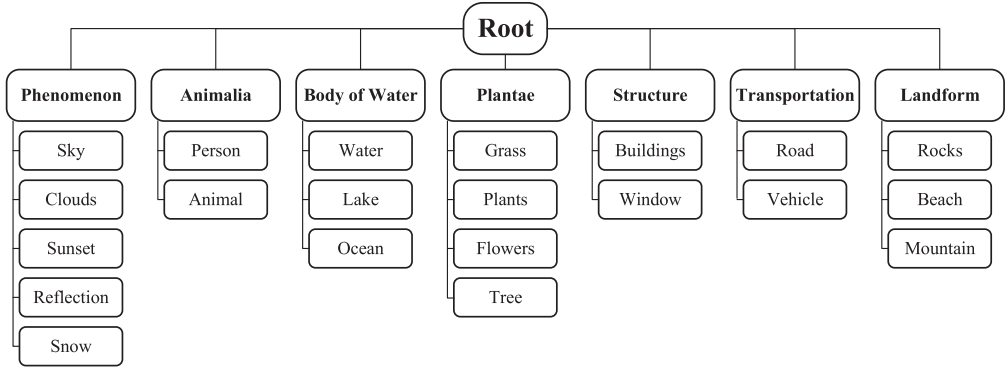 Root
Phenomenon
Animalia
Body of Water
Plantae
Structure
Transportation
Landform
Sky
Clouds
Sunset
Reflection
Snow
Person
Animal
Water
Lake
Ocean
Grass
Plants
Flowers
Tree
Buildings
Window
Road
Vehicle
Rocks
Beach
Mountain